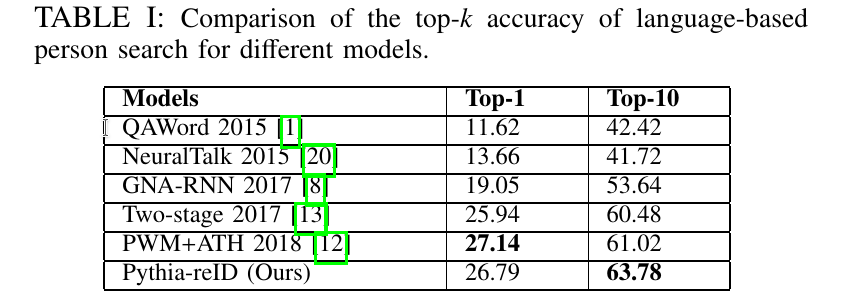 TABLE I: Comparison of the top-k accuracy of language-based
person search for different models.
Models Top-1 Top-10
QAWord 2015 [1] 11.62 42.42
NeuralTalk 2015 [20] 13.66 41.72
GNA-RNN 2017 [8] 19.05 53.64
Two-stage 2017 [13] 25.94 60.48
PWM+ATH 2018 [12] 27.14 61.02
Pythia-reID (Ours) 26.79 63.78